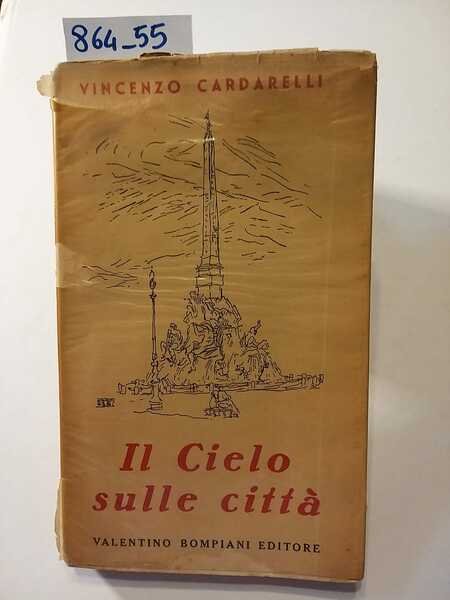 864_55
VINCENZO CARDARELLI
Il Cielo
sulle città
VALENTINO BOMPIANI EDITORE